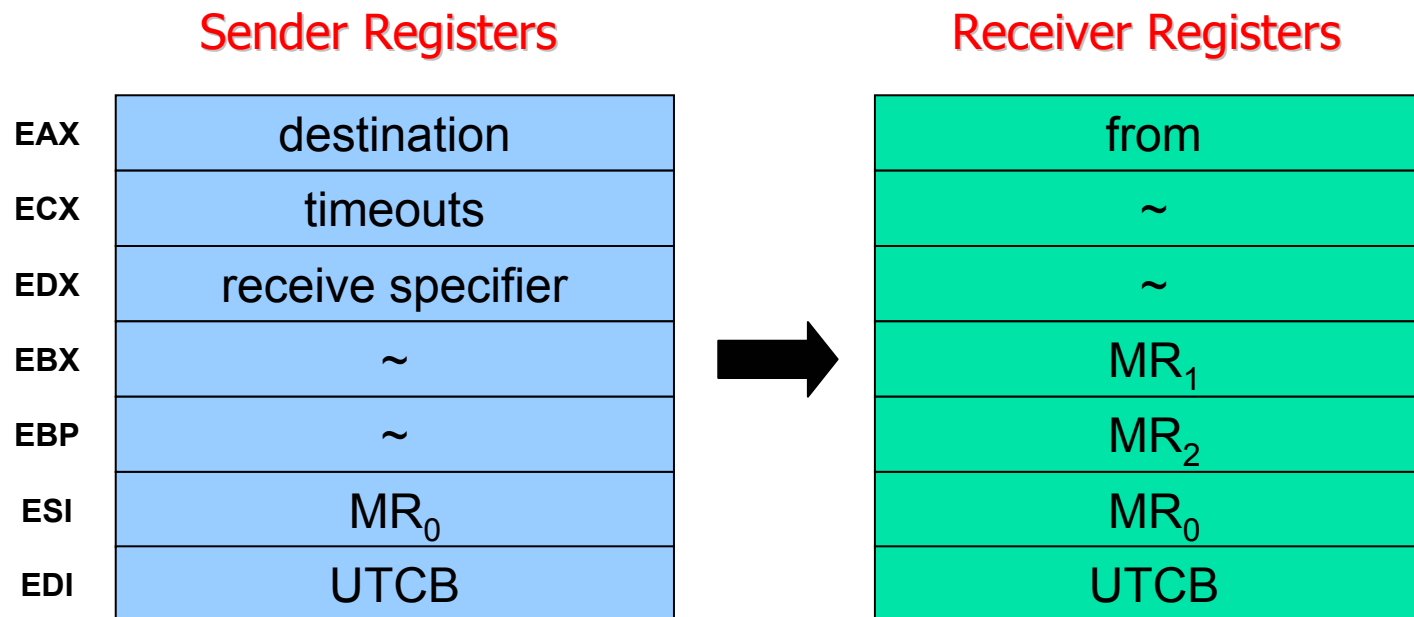 Sender Registers Receiver Registers
EAX destination from
ECX timeouts ~
EDX receive specifier ~
EBX ~ MR₁
EBP ~ MR₂
ESI MR₀ MR₀
EDI UTCB UTCB